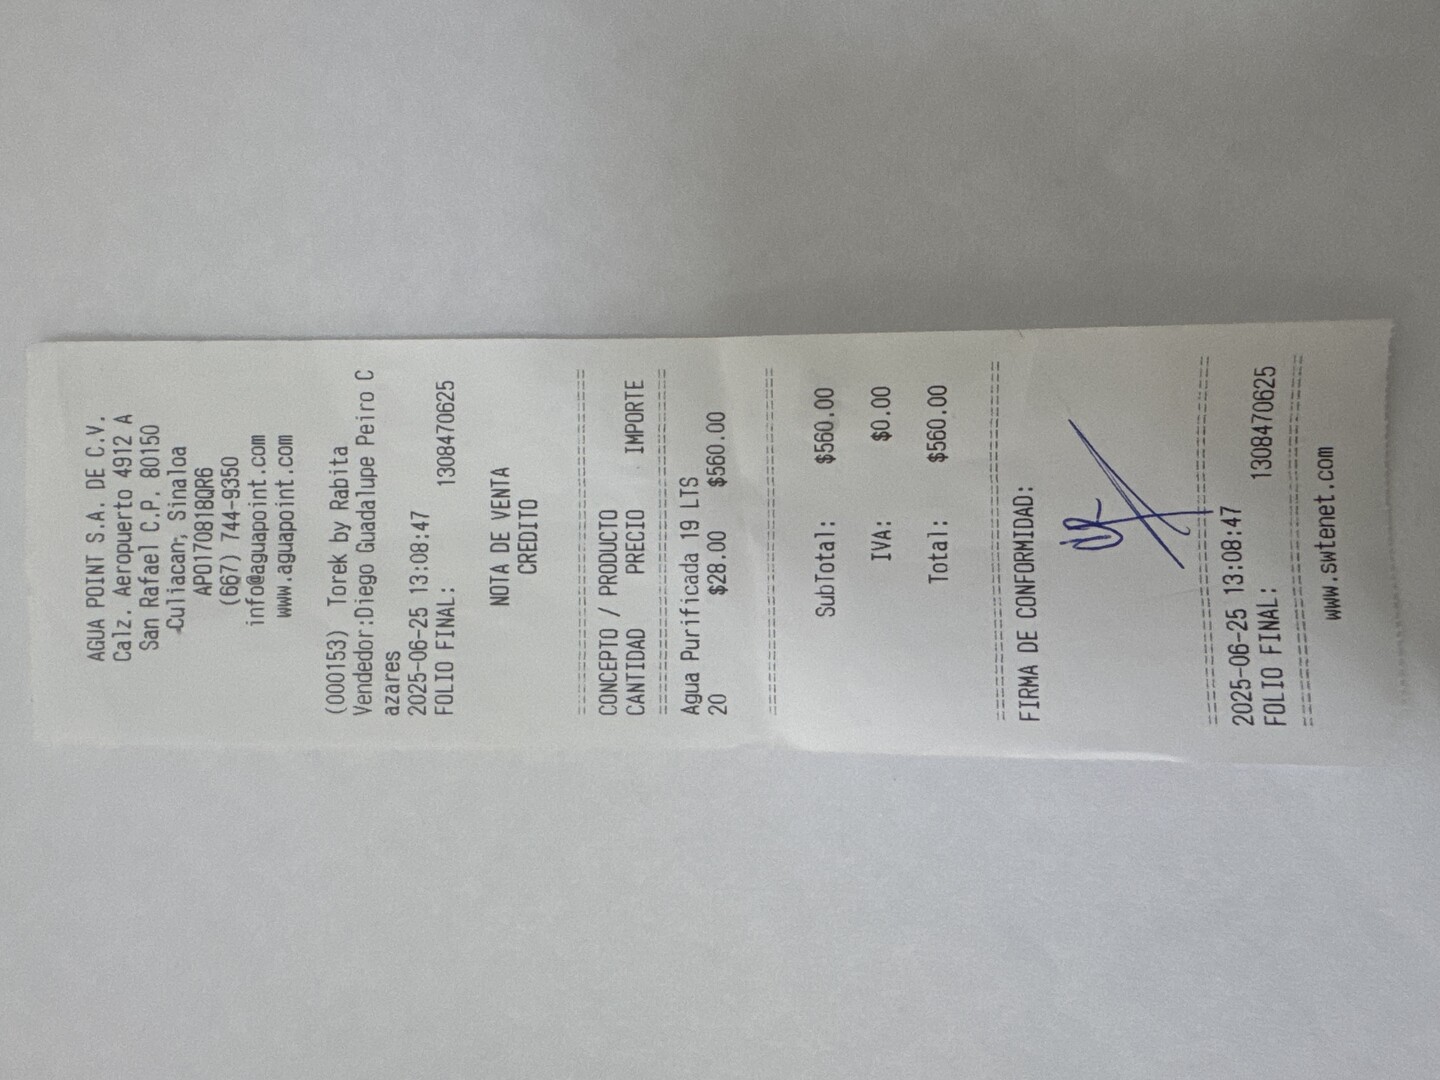 AGUA POINT S.A. DE C.V.
Calz. Aeropuerto 4912 A
San Rafael C.P. 80150
Culiacan, Sinaloa
APO170818QR6
(667) 744-9350
info@aguapoint.com
www.aguapoint.com
(000153) Torek by Rabita
Vendedor:Diego Guadalupe Peiro C
azares
2025-06-25 13:08:47
FOLIO FINAL: 1308470625
NOTA DE VENTA
CREDITO
================================
CONCEPTO / PRODUCTO
CANTIDAD PRECIO IMPORTE
================================
Agua Purificada 19 LTS
20 $28.00 $560.00
================================
SubTotal: $560.00
IVA: $0.00
Total: $560.00
================================
FIRMA DE CONFORMIDAD:
================================
2025-06-25 13:08:47
FOLIO FINAL: 1308470625
================================
www.swtenet.com